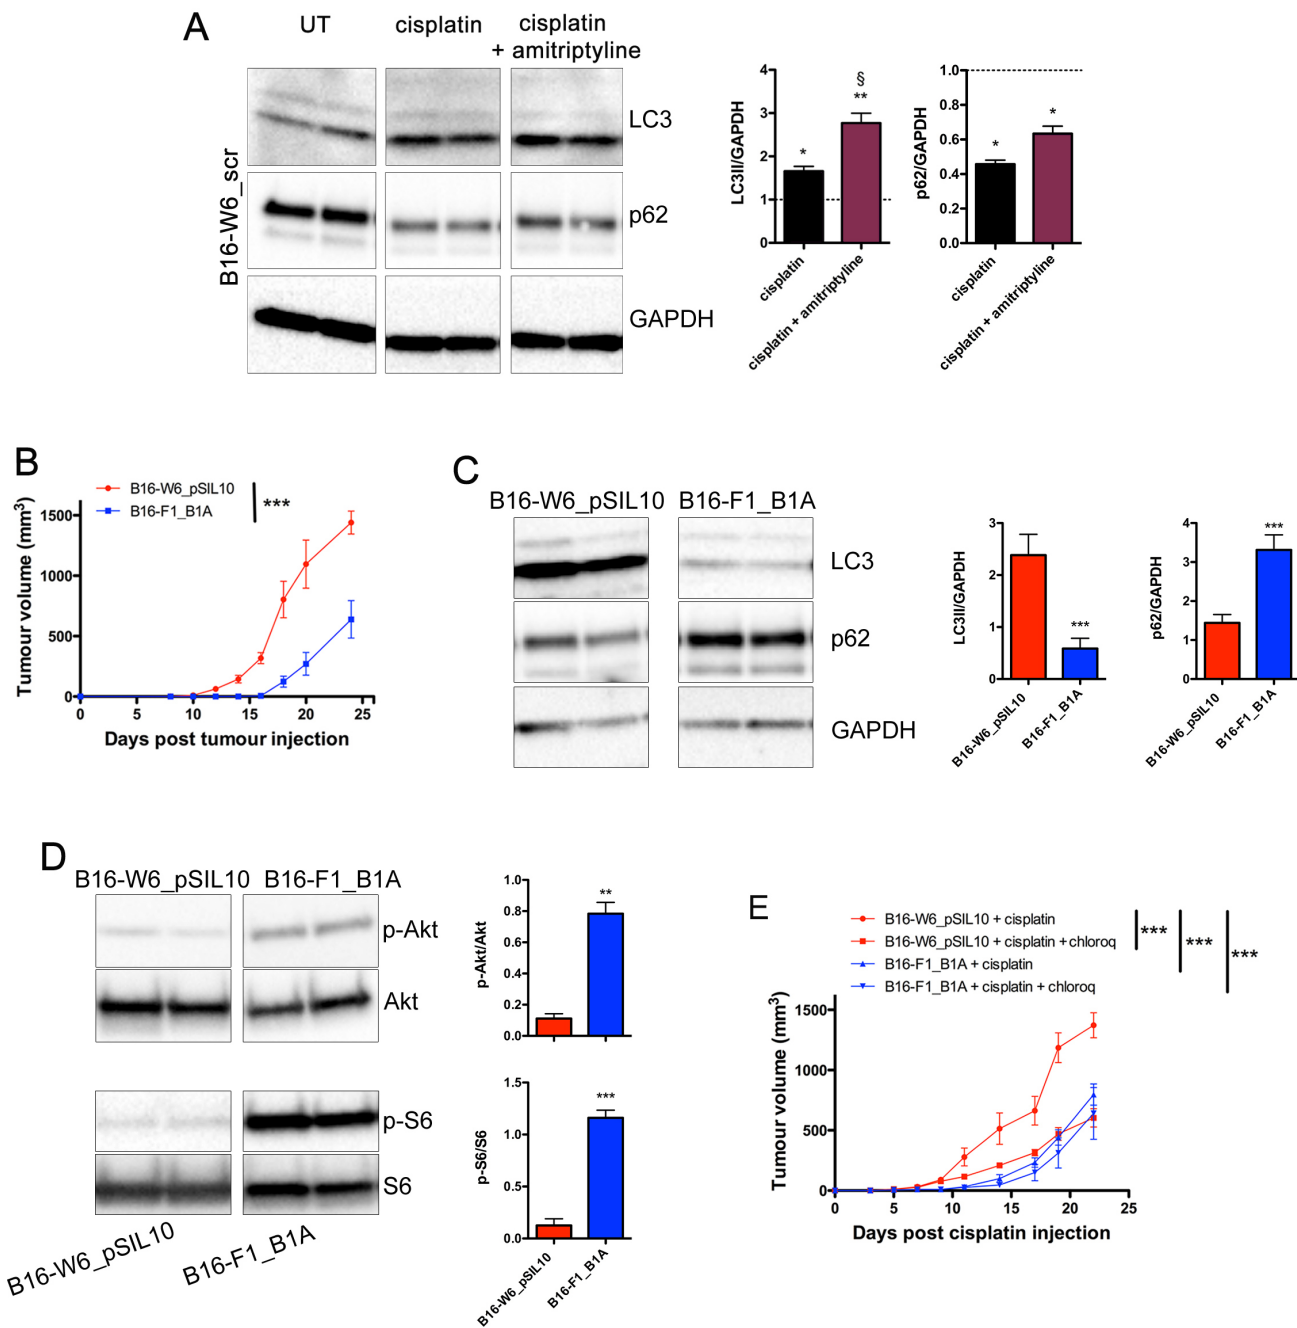 A
UT
cisplatin
cisplatin
+ amitriptyline
B16-W6_scr
LC3
p62
GAPDH
LC3II/GAPDH
4
3
2
1
0
*
§
**
cisplatin
cisplatin + amitriptyline
p62/GAPDH
1.0
0.8
0.6
0.4
0.2
0.0
*
*
cisplatin
cisplatin + amitriptyline
B
B16-W6_pSIL10
B16-F1_B1A
***
Tumour volume (mm3)
1500
1000
500
0
0 5 10 15 20 25
Days post tumour injection
C
B16-W6_pSIL10 B16-F1_B1A
LC3
p62
GAPDH
LC3II/GAPDH
3
2
1
0
***
B16-W6_pSIL10
B16-F1_B1A
p62/GAPDH
4
3
2
1
0
***
B16-W6_pSIL10
B16-F1_B1A
D
B16-W6_pSIL10 B16-F1_B1A
p-Akt
Akt
p-S6
S6
B16-W6_pSIL10
B16-F1_B1A
p-Akt/Akt
1.0
0.8
0.6
0.4
0.2
0.0
**
p-S6/S6
1.5
1.0
0.5
0.0
***
B16-W6_pSIL10
B16-F1_B1A
E
B16-W6_pSIL10 + cisplatin
B16-W6_pSIL10 + cisplatin + chloroq
B16-F1_B1A + cisplatin
B16-F1_B1A + cisplatin + chloroq
***
***
***
Tumour volume (mm3)
1500
1000
500
0
0 5 10 15 20 25
Days post cisplatin injection